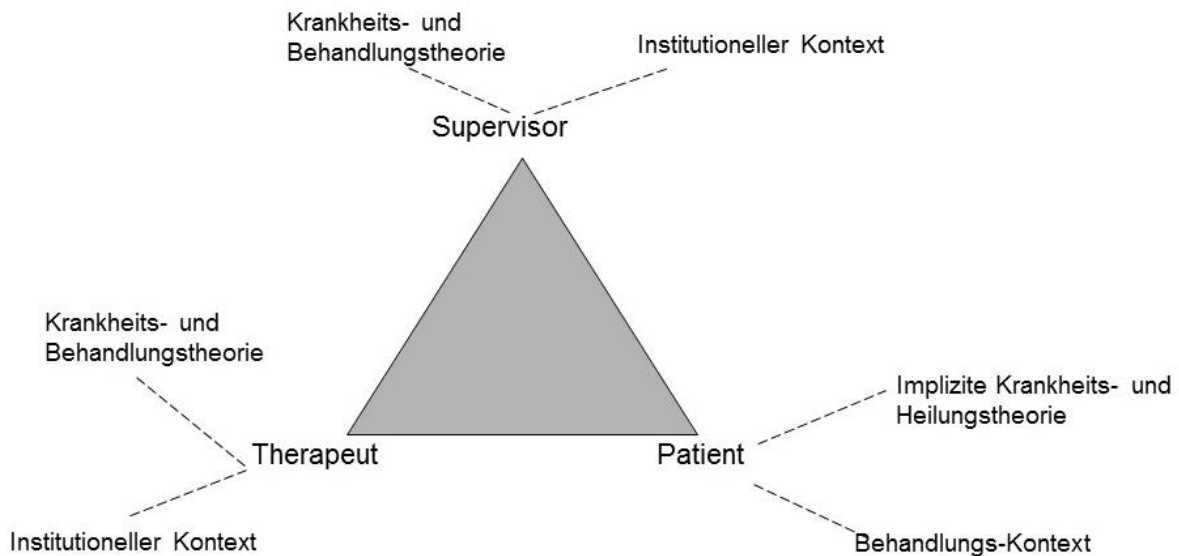 Krankheits- und
Behandlungstheorie
Institutioneller Kontext
Supervisor
Krankheits- und
Behandlungstheorie
Implizite Krankheits- und
Heilungstheorie
Therapeut
Patient
Institutioneller Kontext
Behandlungs-Kontext